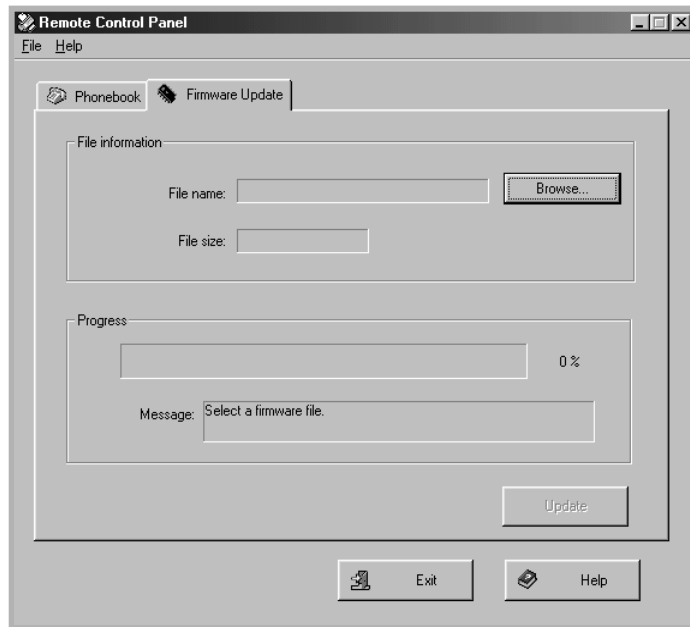 Remote Control Panel
File Help
Phonebook Firmware Update
File information
File name: Browse...
File size:
Progress
0 %
Message: Select a firmware file.
Update
Exit Help